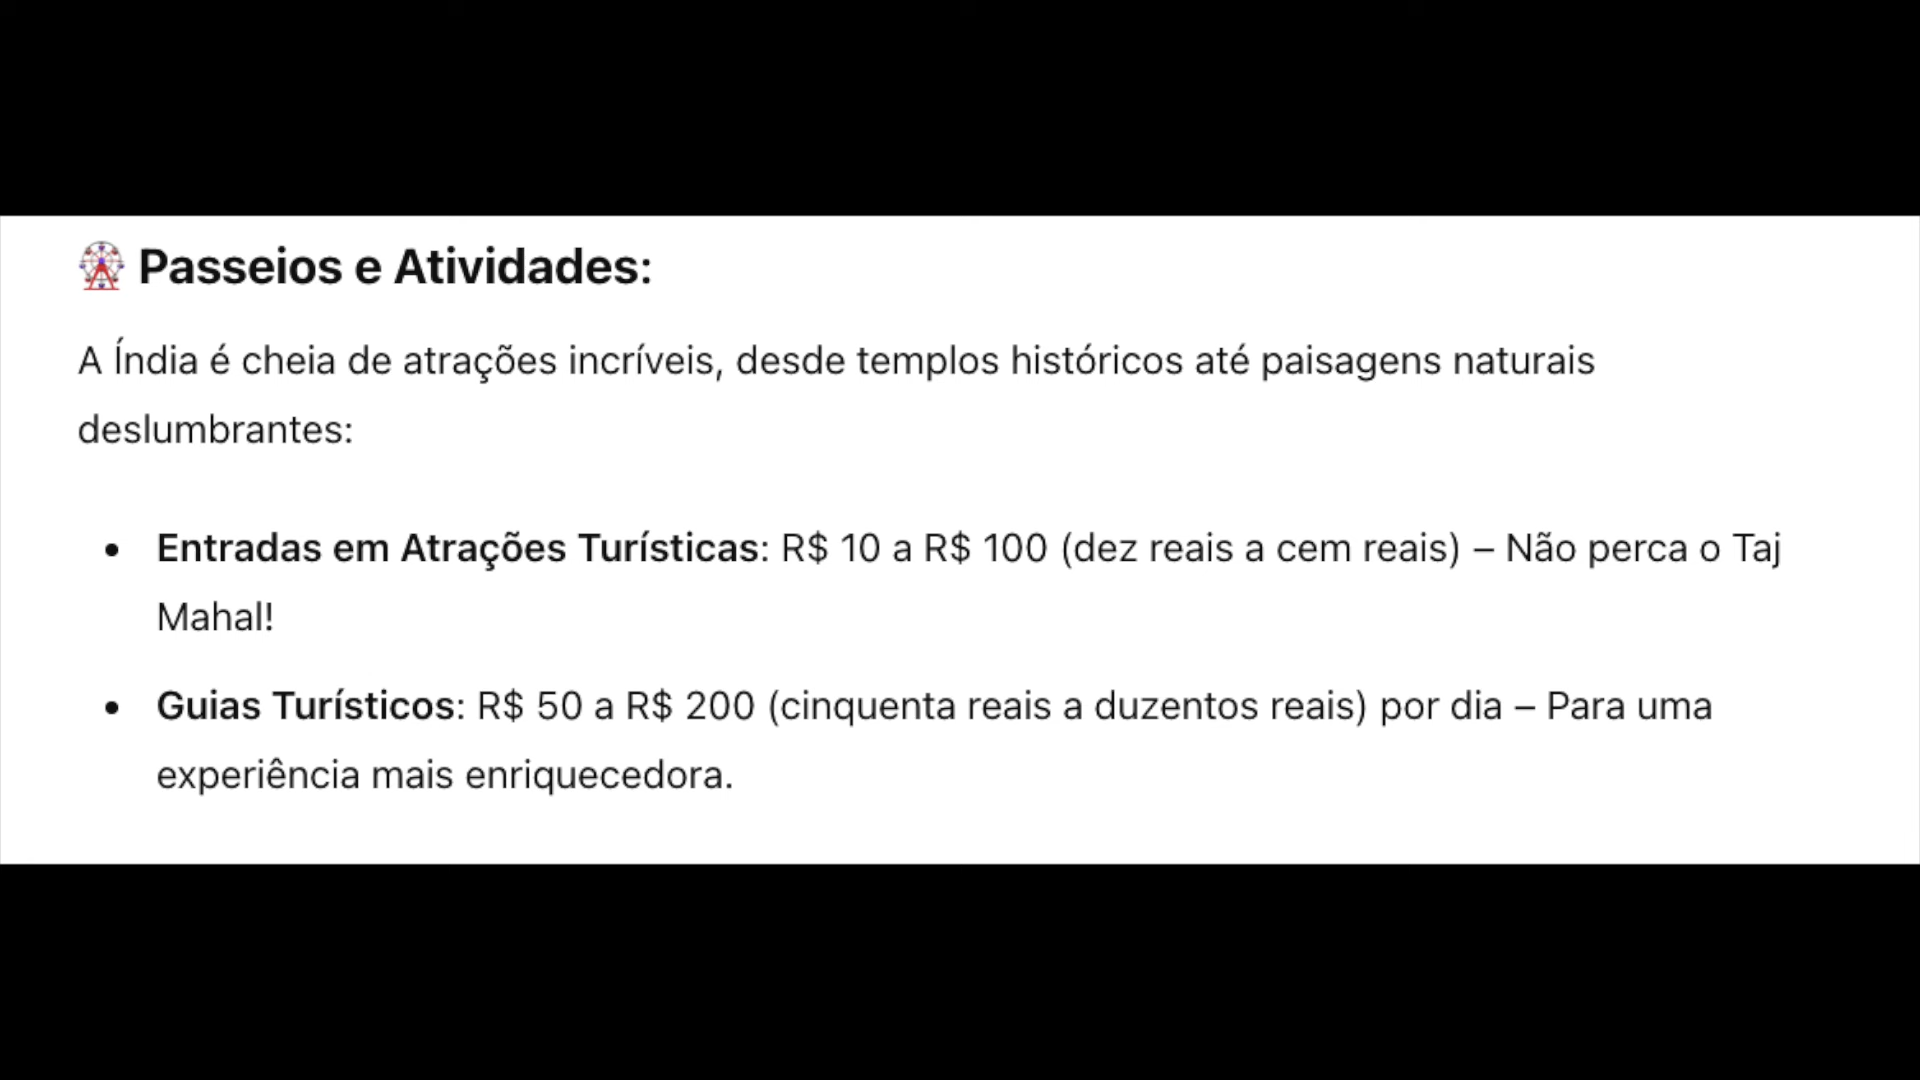 🎡 Passeios e Atividades:
A Índia é cheia de atrações incríveis, desde templos históricos até paisagens naturais
deslumbrantes:
• Entradas em Atrações Turísticas: R$ 10 a R$ 100 (dez reais a cem reais) – Não perca o Taj
Mahal!
• Guias Turísticos: R$ 50 a R$ 200 (cinquenta reais a duzentos reais) por dia – Para uma
experiência mais enriquecedora.